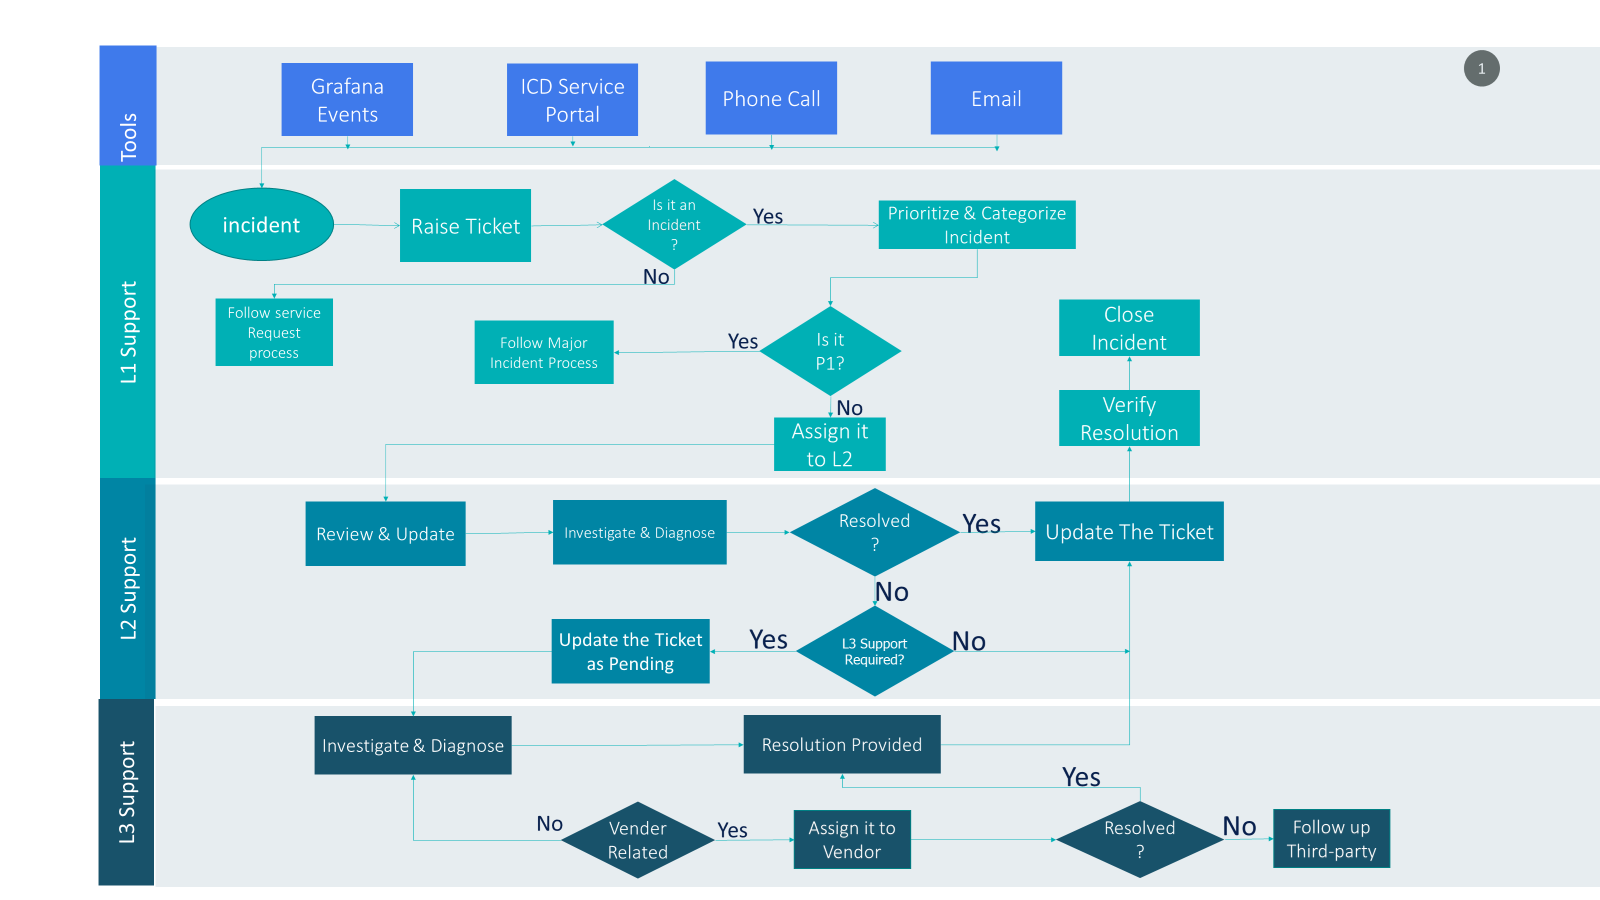 1
Tools
Grafana
Events
ICD Service
Portal
Phone Call
Email
L1 Support
incident
Raise Ticket
Is it an
Incident
?
Yes
Prioritize & Categorize
Incident
No
Follow service
Request
process
Follow Major
Incident Process
Yes
Is it
P1?
Close
Incident
No
Assign it
to L2
Verify
Resolution
L2 Support
Review & Update
Investigate & Diagnose
Resolved
?
Yes
Update The Ticket
No
Update the Ticket
as Pending
Yes
L3 Support
Required?
No
L3 Support
Investigate & Diagnose
Resolution Provided
Yes
No
Vender
Related
Yes
Assign it to
Vendor
Resolved
?
No
Follow up
Third-party